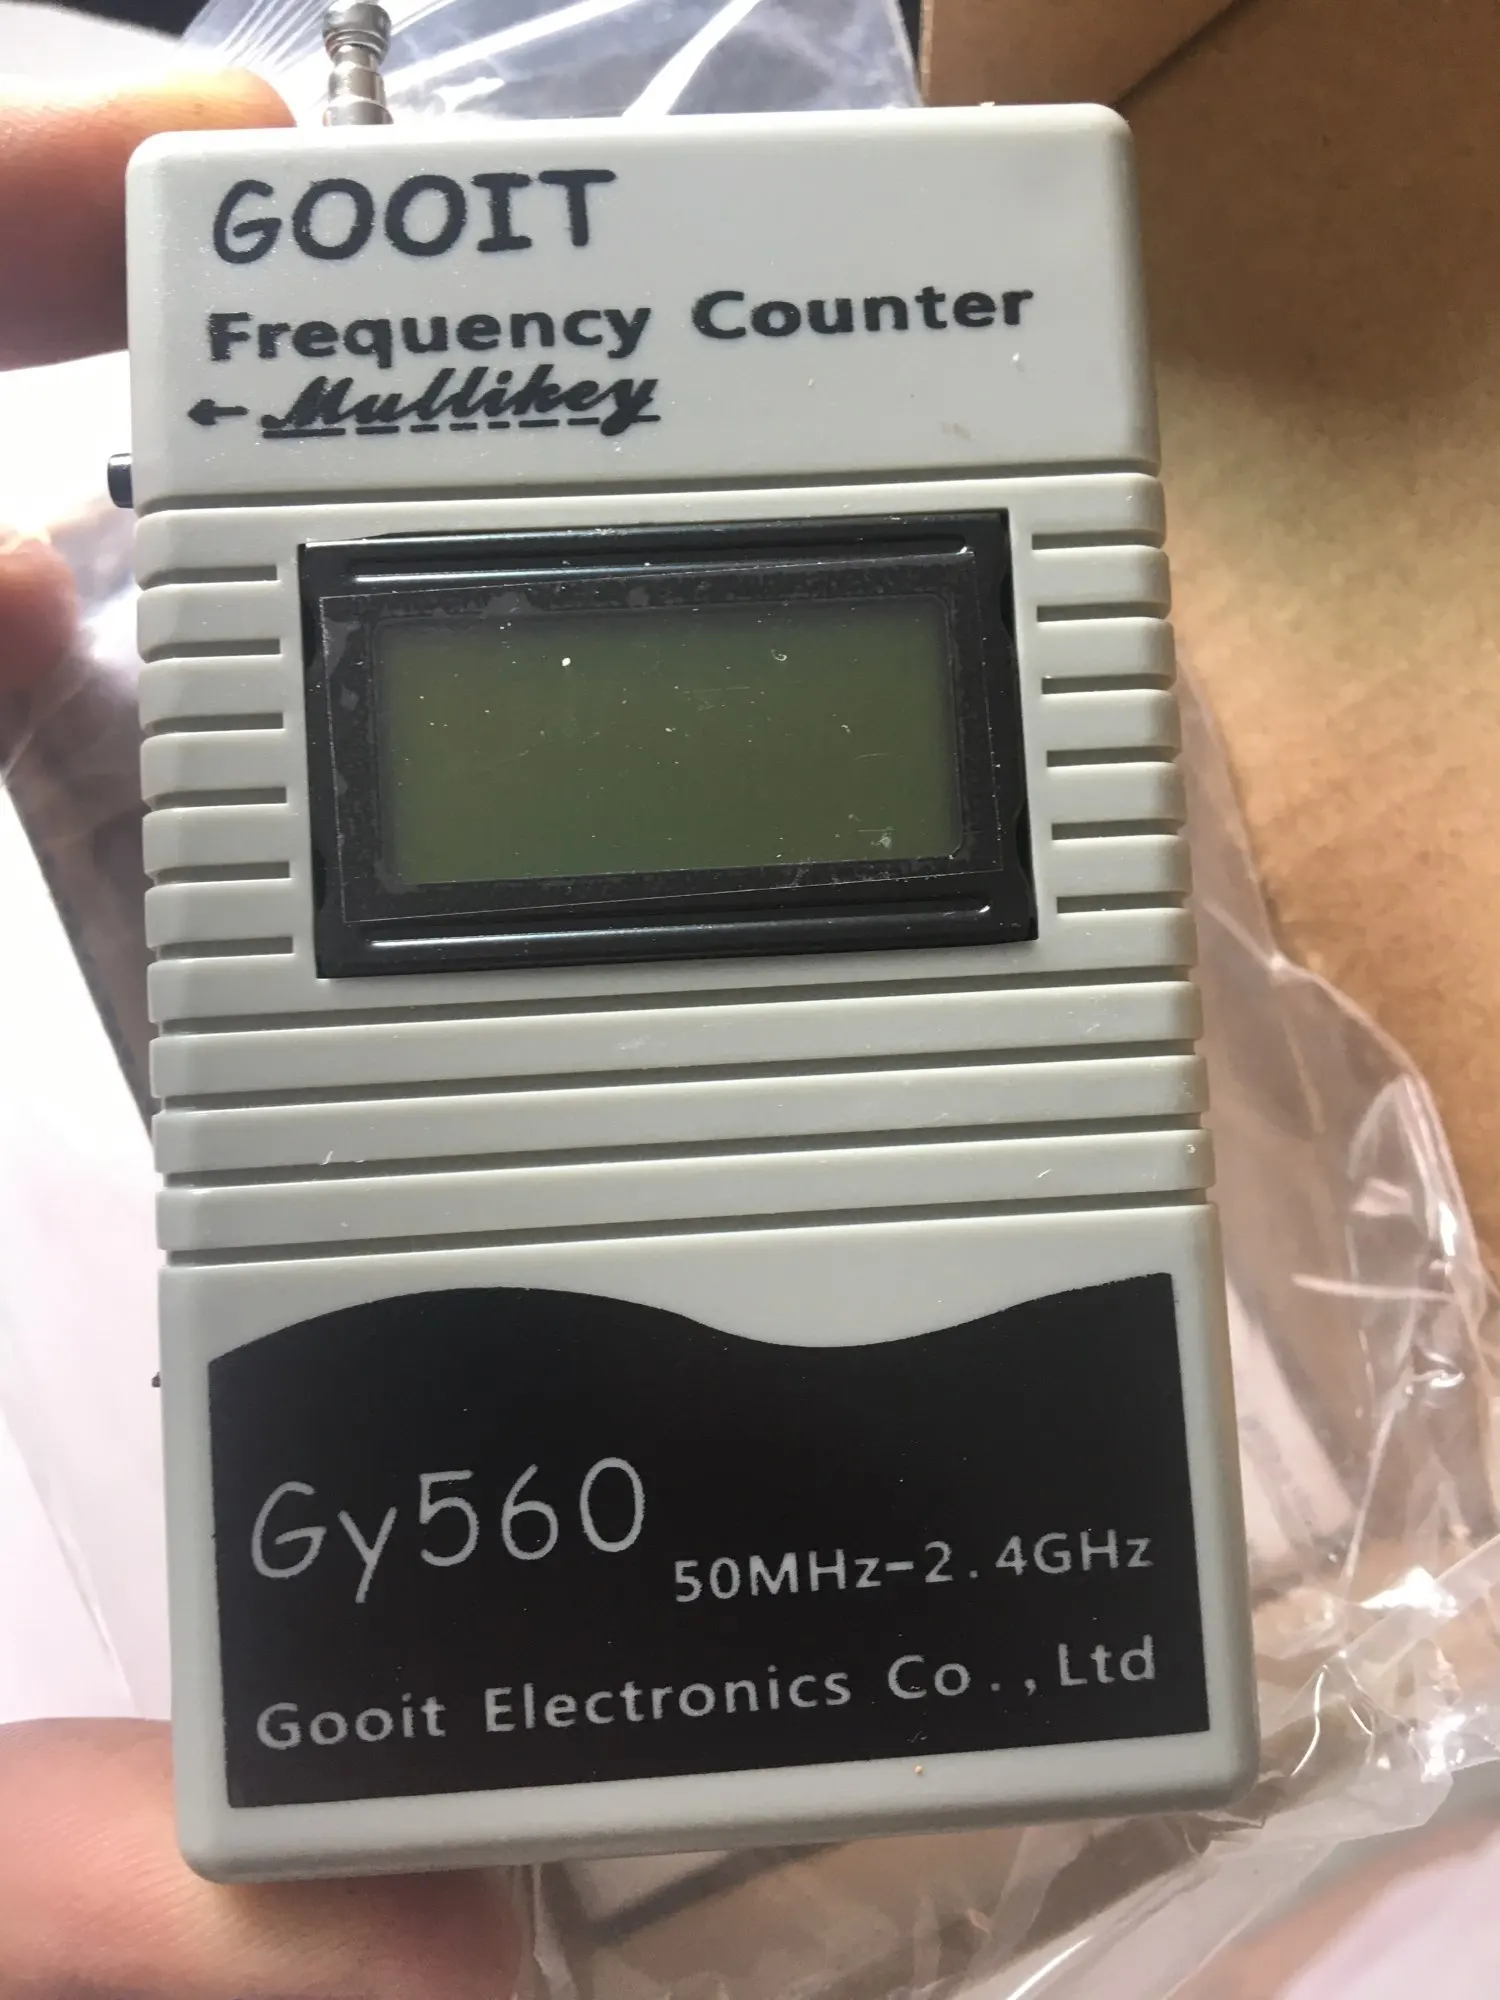 GOOIT
Frequency Counter
← Mullikey
Gy560
50MHz-2.4GHz
Gooit Electronics Co.,Ltd